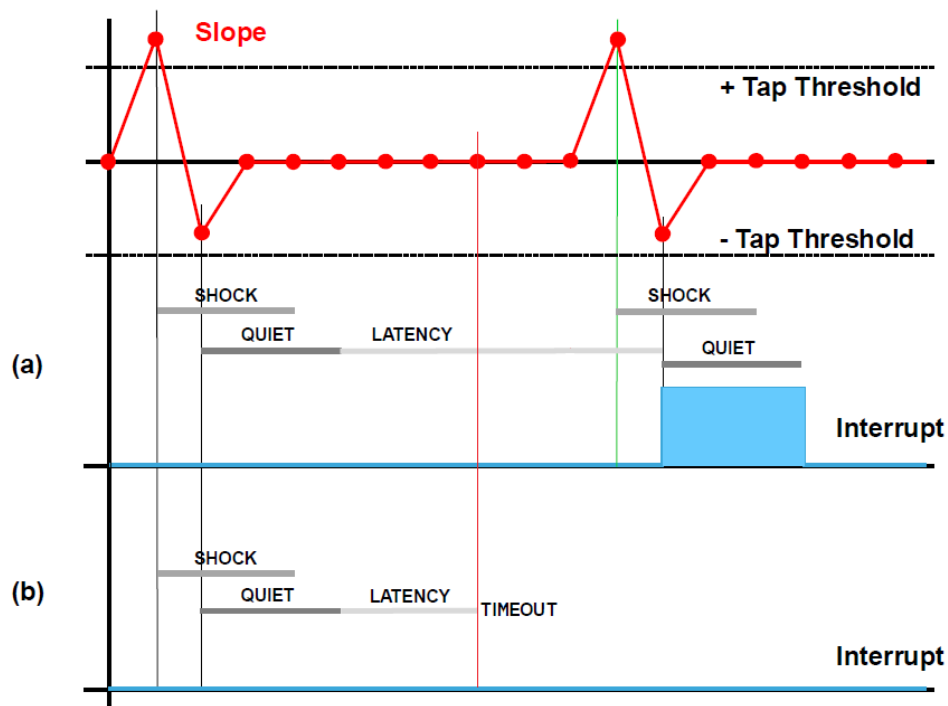 Slope
+ Tap Threshold
- Tap Threshold
SHOCK
SHOCK
QUIET
LATENCY
QUIET
(a)
Interrupt
SHOCK
(b)
QUIET
LATENCY
TIMEOUT
Interrupt